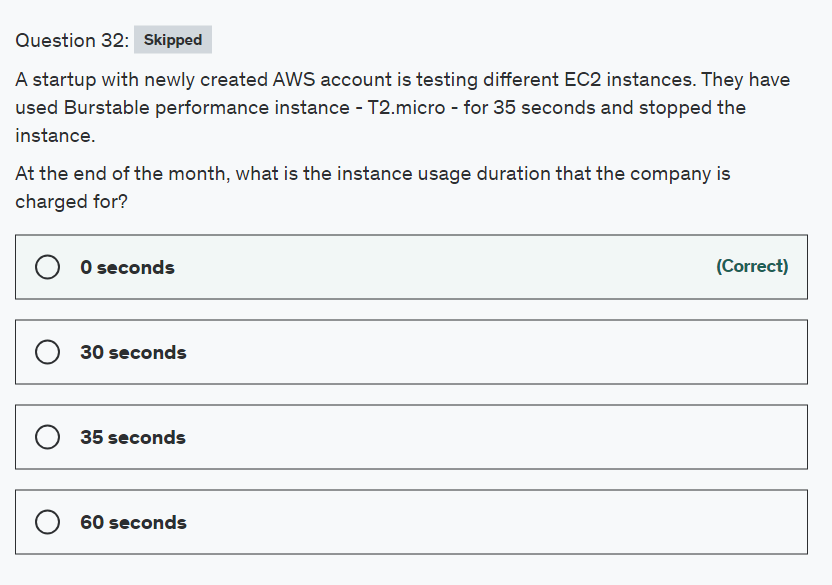 Question 32: Skipped
A startup with newly created AWS account is testing different EC2 instances. They have
used Burstable performance instance - T2.micro - for 35 seconds and stopped the
instance.
At the end of the month, what is the instance usage duration that the company is
charged for?
0 seconds (Correct)
30 seconds
35 seconds
60 seconds